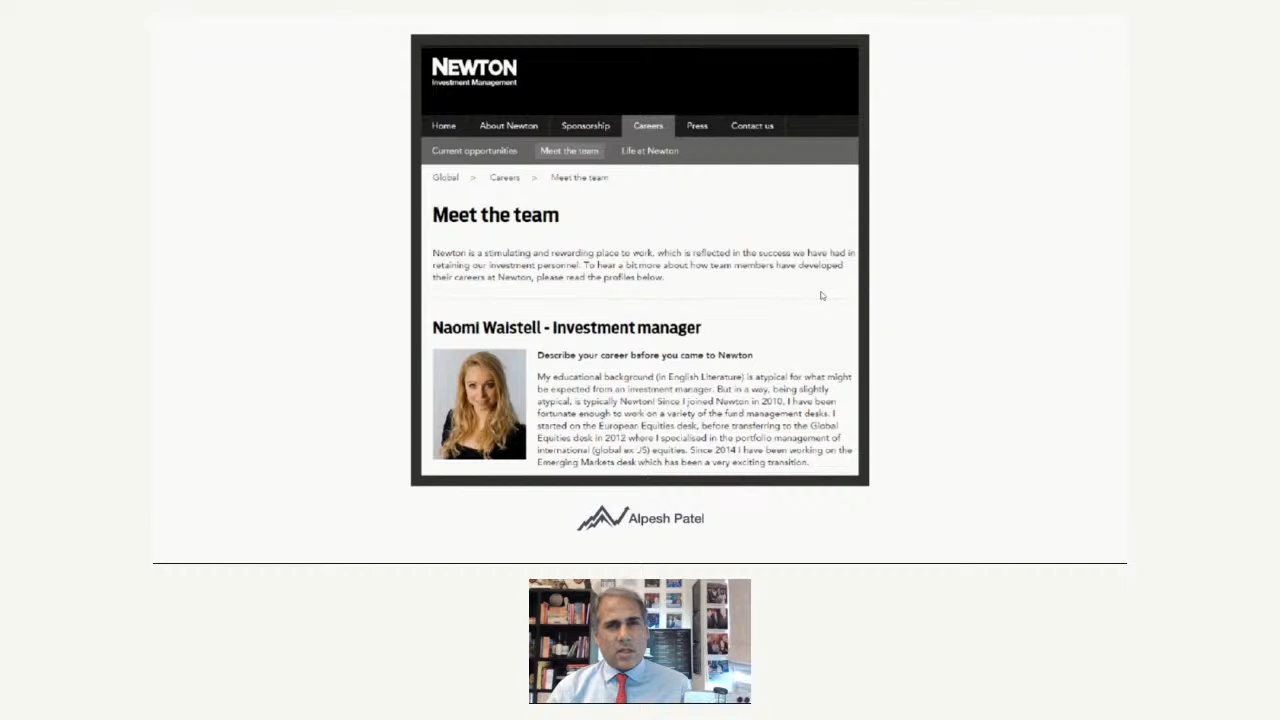 NEWTON
Investment Management
Home About Newton Sponsorship Careers Press Contact us
Current opportunities Meet the team Life at Newton
Global > Careers > Meet the team
Meet the team
Newton is a stimulating and rewarding place to work, which is reflected in the success we have had in
retaining our investment personnel. To hear a bit more about how team members have developed
their careers at Newton, please read the profiles below.
Naomi Waistell - Investment manager
Describe your career before you came to Newton
My educational background (in English Literature) is atypical for what might
be expected from an investment manager. But in a way, being slightly
atypical, is typically Newton! Since I joined Newton in 2010, I have been
fortunate enough to work on a variety of the fund management desks. I
started on the European Equities desk, before transferring to the Global
Equities desk in 2012 where I specialised in the portfolio management of
international (global ex US) equities. Since 2014 I have been working on the
Emerging Markets desk which has been a very exciting transition.
Alpesh Patel